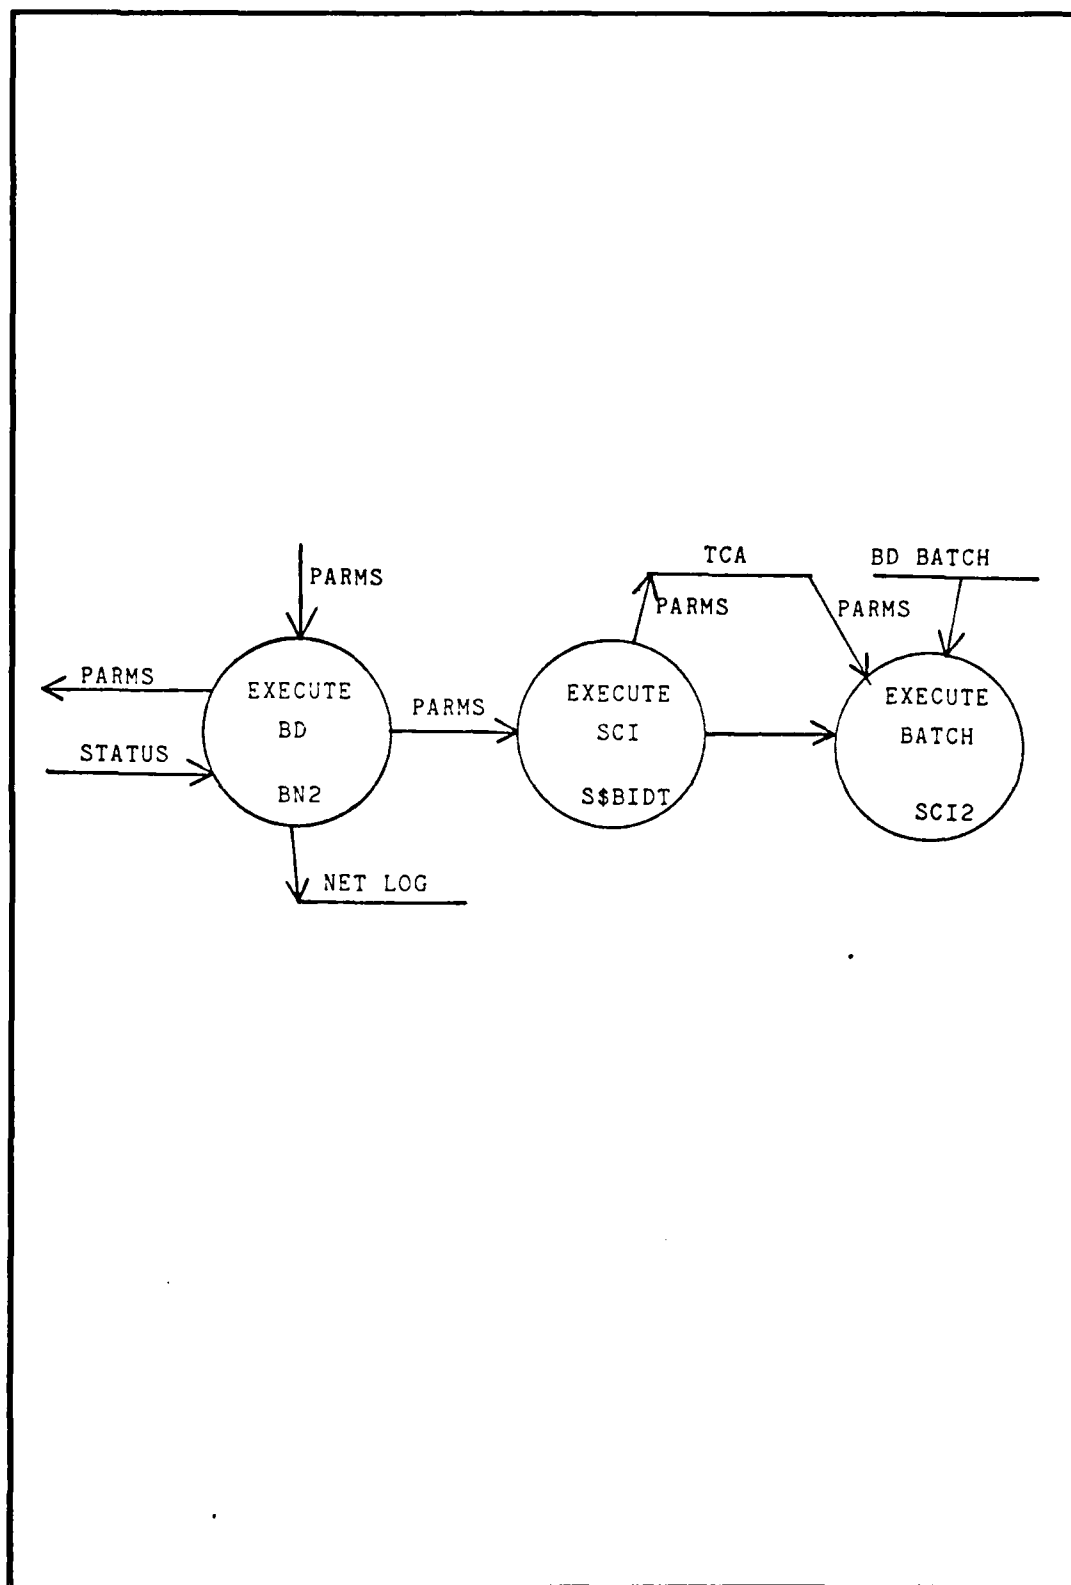 TCA
BD BATCH
PARMS
PARMS
PARMS
PARMS
EXECUTE
BD
BN2
PARMS
EXECUTE
SCI
S$BIDT
EXECUTE
BATCH
SCI2
STATUS
NET LOG